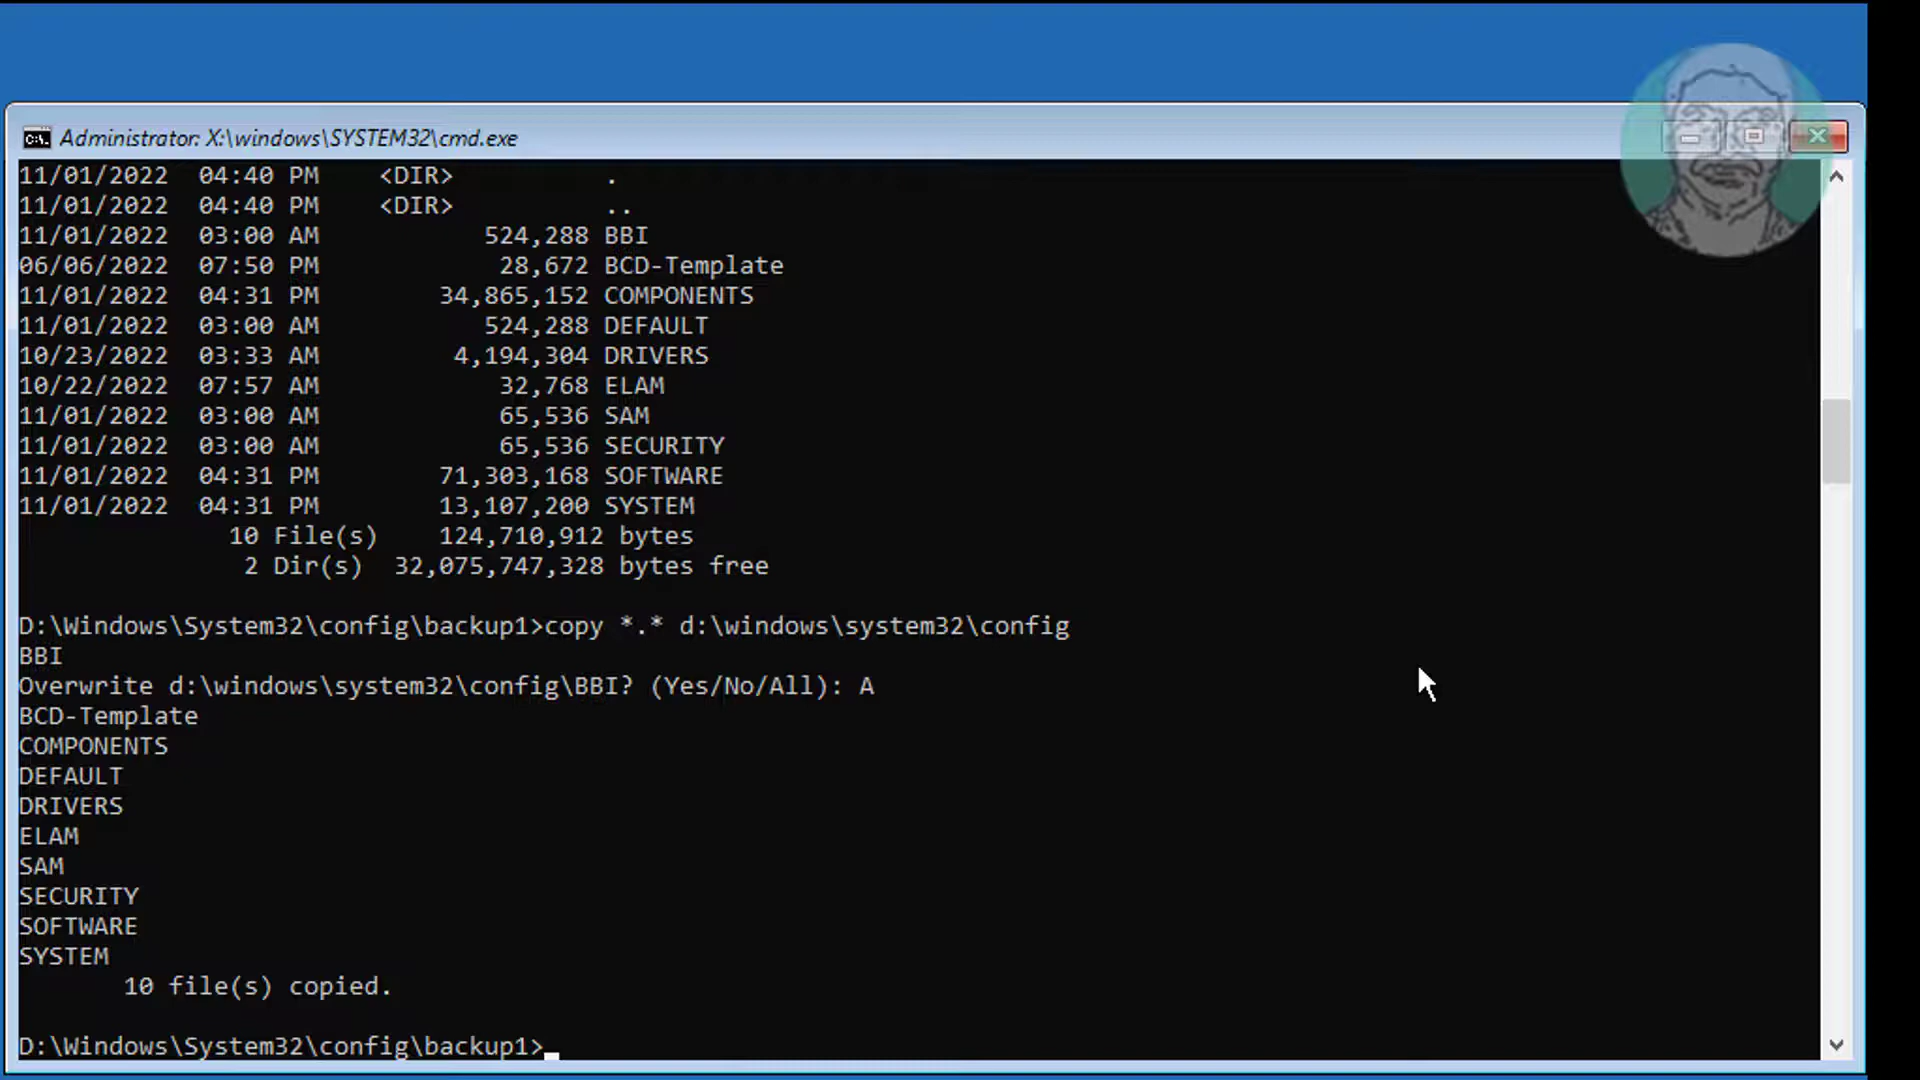 Administrator: X:\windows\SYSTEM32\cmd.exe
11/01/2022  04:40 PM    <DIR>          .
11/01/2022  04:40 PM    <DIR>          ..
11/01/2022  03:00 AM           524,288 BBI
06/06/2022  07:50 PM            28,672 BCD-Template
11/01/2022  04:31 PM        34,865,152 COMPONENTS
11/01/2022  03:00 AM           524,288 DEFAULT
10/23/2022  03:33 AM         4,194,304 DRIVERS
10/22/2022  07:57 AM            32,768 ELAM
11/01/2022  03:00 AM            65,536 SAM
11/01/2022  03:00 AM            65,536 SECURITY
11/01/2022  04:31 PM        71,303,168 SOFTWARE
11/01/2022  04:31 PM        13,107,200 SYSTEM
              10 File(s)    124,710,912 bytes
               2 Dir(s)  32,075,747,328 bytes free
D:\Windows\System32\config\backup1>copy *.* d:\windows\system32\config
BBI
Overwrite d:\windows\system32\config\BBI? (Yes/No/All): A
BCD-Template
COMPONENTS
DEFAULT
DRIVERS
ELAM
SAM
SECURITY
SOFTWARE
SYSTEM
       10 file(s) copied.
D:\Windows\System32\config\backup1>